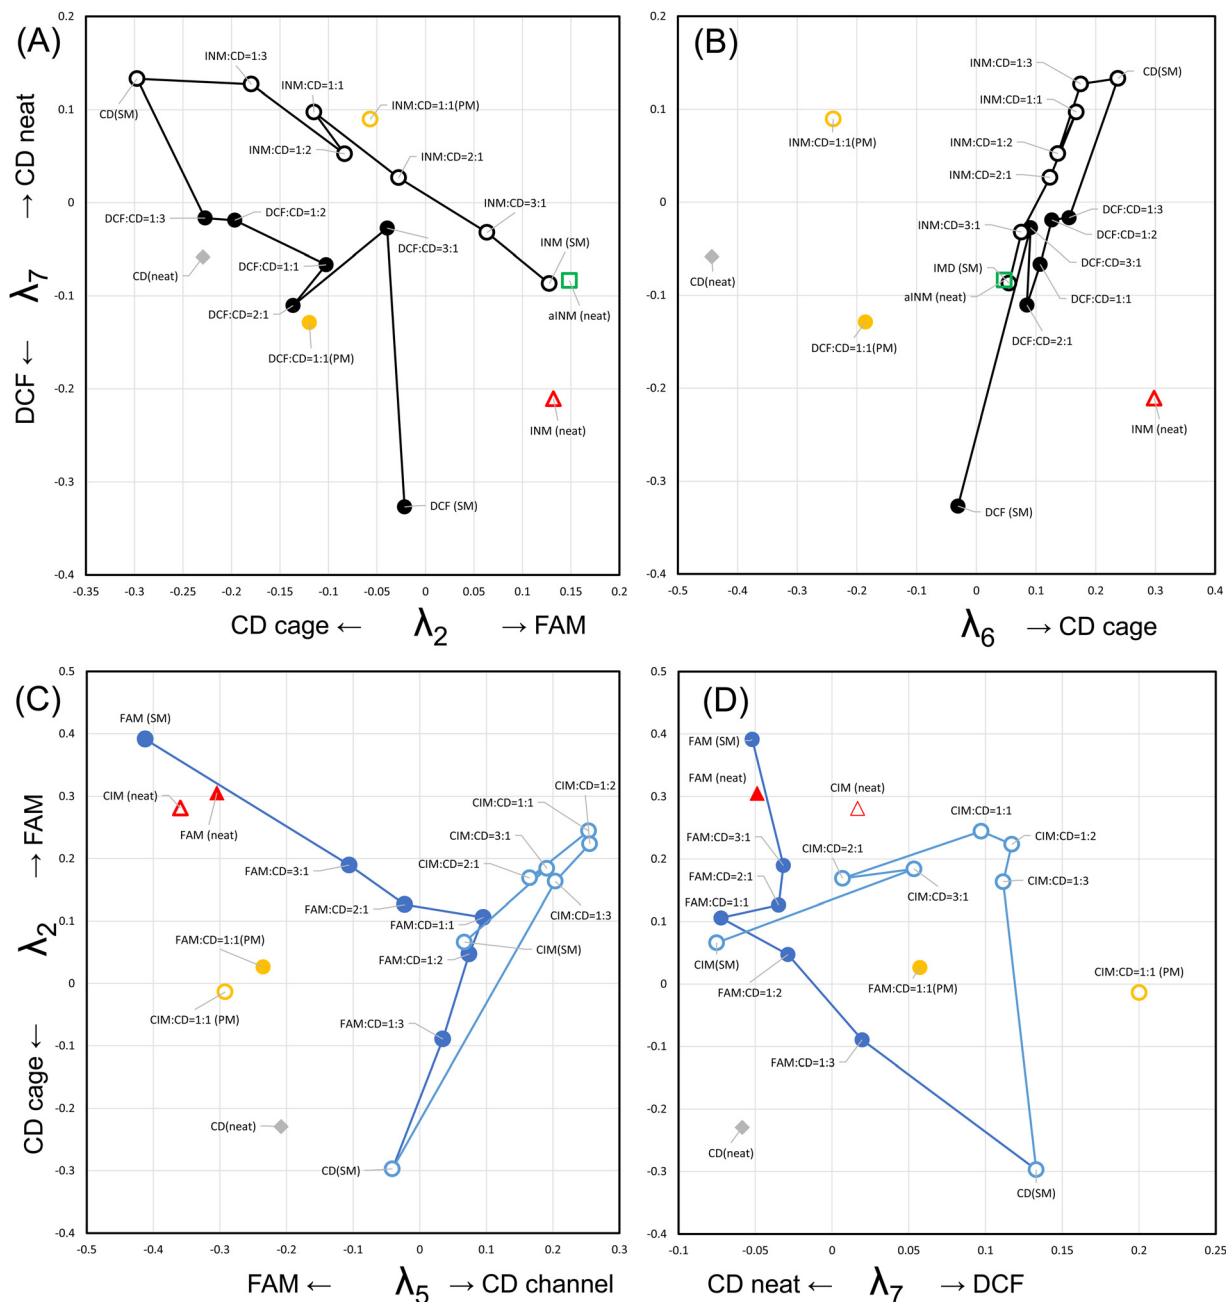 (A)
0.2
0.1
0
-0.1
-0.2
-0.3
-0.4
-0.35
-0.3
-0.25
-0.2
-0.15
-0.1
-0.05
0
0.05
0.1
0.15
0.2
INM:CD=1:3
CD(SM)
INM:CD=1:1
INM:CD=1:1(PM)
INM:CD=1:2
INM:CD=2:1
DCF:CD=1:3
DCF:CD=1:2
INM:CD=3:1
CD(neat)
DCF:CD=1:1
DCF:CD=3:1
INM (SM)
DCF:CD=2:1
aINM (neat)
DCF:CD=1:1(PM)
INM (neat)
DCF (SM)
DCF ← λ7 → CD neat
CD cage ← λ2 → FAM
(B)
0.2
0.1
0
-0.1
-0.2
-0.3
-0.4
-0.5
-0.4
-0.3
-0.2
-0.1
0
0.1
0.2
0.3
0.4
INM:CD=1:3
CD(SM)
INM:CD=1:1
INM:CD=1:1(PM)
INM:CD=1:2
INM:CD=2:1
DCF:CD=1:3
INM:CD=3:1
DCF:CD=1:2
DCF:CD=3:1
IMD (SM)
CD(neat)
aINM (neat)
DCF:CD=1:1
DCF:CD=1:1(PM)
DCF:CD=2:1
INM (neat)
DCF (SM)
λ6 → CD cage
(C)
0.5
0.4
0.3
0.2
0.1
0
-0.1
-0.2
-0.3
-0.4
-0.5
-0.4
-0.3
-0.2
-0.1
0
0.1
0.2
0.3
FAM (SM)
CIM (neat)
FAM (neat)
CIM:CD=1:2
CIM:CD=1:1
CIM:CD=3:1
CIM:CD=2:1
FAM:CD=3:1
FAM:CD=2:1
CIM:CD=1:3
FAM:CD=1:1
FAM:CD=1:1(PM)
CIM(SM)
FAM:CD=1:2
CIM:CD=1:1 (PM)
FAM:CD=1:3
CD(neat)
CD(SM)
CD cage ← λ2 → FAM
FAM ← λ5 → CD channel
(D)
0.5
0.4
0.3
0.2
0.1
0
-0.1
-0.2
-0.3
-0.4
-0.1
-0.05
0
0.05
0.1
0.15
0.2
0.25
FAM (SM)
FAM (neat)
CIM (neat)
CIM:CD=1:1
FAM:CD=3:1
CIM:CD=2:1
CIM:CD=1:2
FAM:CD=2:1
CIM:CD=1:3
FAM:CD=1:1
CIM:CD=3:1
CIM(SM)
FAM:CD=1:2
FAM:CD=1:1(PM)
CIM:CD=1:1 (PM)
FAM:CD=1:3
CD(neat)
CD(SM)
CD neat ← λ7 → DCF